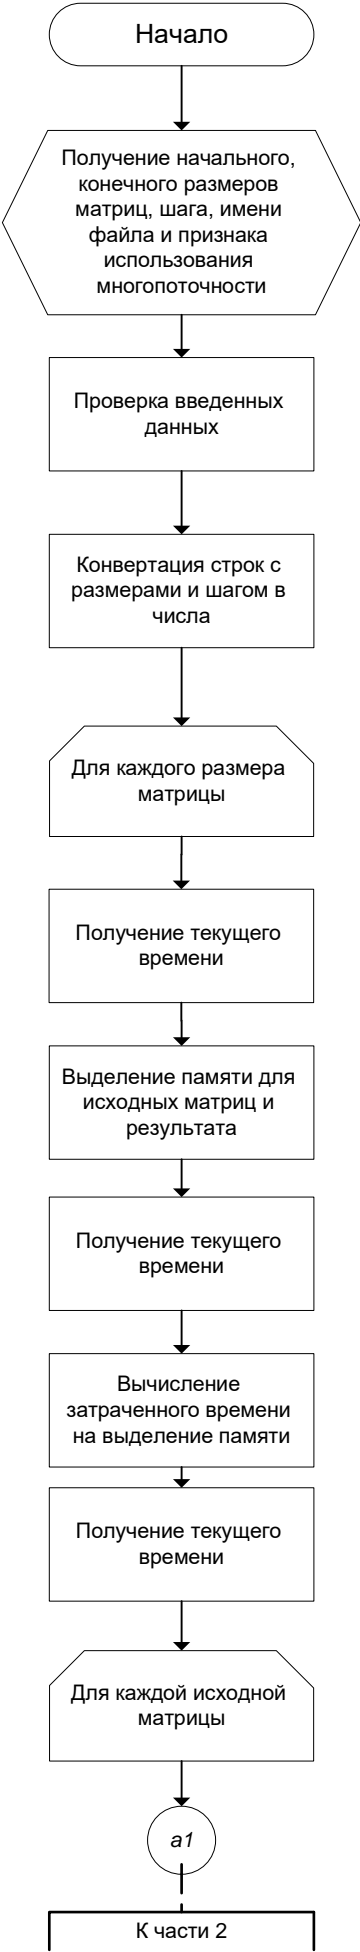 Начало
Получение начального,
конечного размеров
матриц, шага, имени
файла и признака
использования
многопоточности
Проверка введенных
данных
Конвертация строк с
размерами и шагом в
числа
Для каждого размера
матрицы
Получение текущего
времени
Выделение памяти для
исходных матриц и
результата
Получение текущего
времени
Вычисление
затраченного времени
на выделение памяти
Получение текущего
времени
Для каждой исходной
матрицы
a1
К части 2